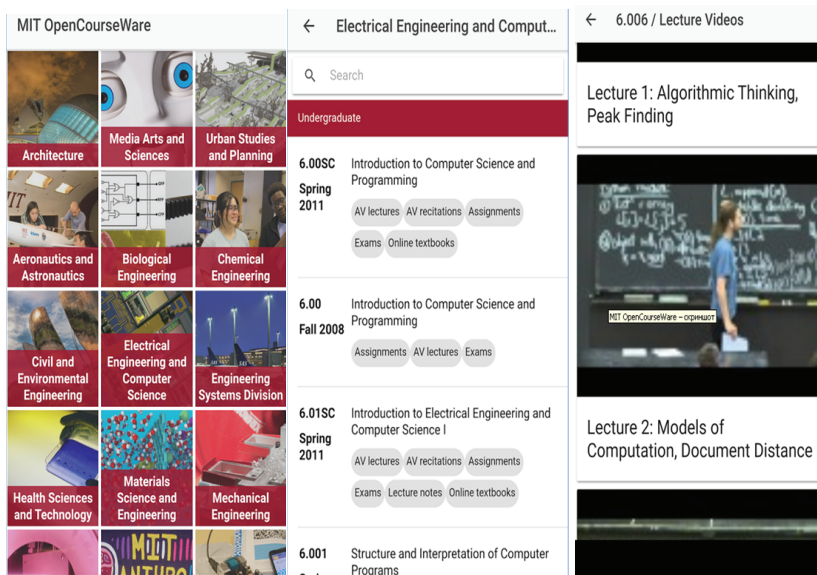 MIT OpenCourseWare
Architecture
Media Arts and
Sciences
Urban Studies
and Planning
Aeronautics and
Astronautics
Biological
Engineering
Chemical
Engineering
Civil and
Environmental
Engineering
Electrical
Engineering and
Computer
Science
Engineering
Systems Division
Health Sciences
and Technology
Materials
Science and
Engineering
Mechanical
Engineering
MIT
Electrical Engineering and Comput...
Search
Undergraduate
6.00SC
Spring
2011
Introduction to Computer Science and
Programming
AV lectures AV recitations Assignments
Exams Online textbooks
6.00
Fall 2008
Introduction to Computer Science and
Programming
Assignments AV lectures Exams
6.01SC
Spring
2011
Introduction to Electrical Engineering and
Computer Science I
AV lectures AV recitations Assignments
Exams Lecture notes Online textbooks
6.001
Structure and Interpretation of Computer
Programs
6.006 / Lecture Videos
Lecture 1: Algorithmic Thinking,
Peak Finding
MIT OpenCourseWare – скриншот
Lecture 2: Models of
Computation, Document Distance